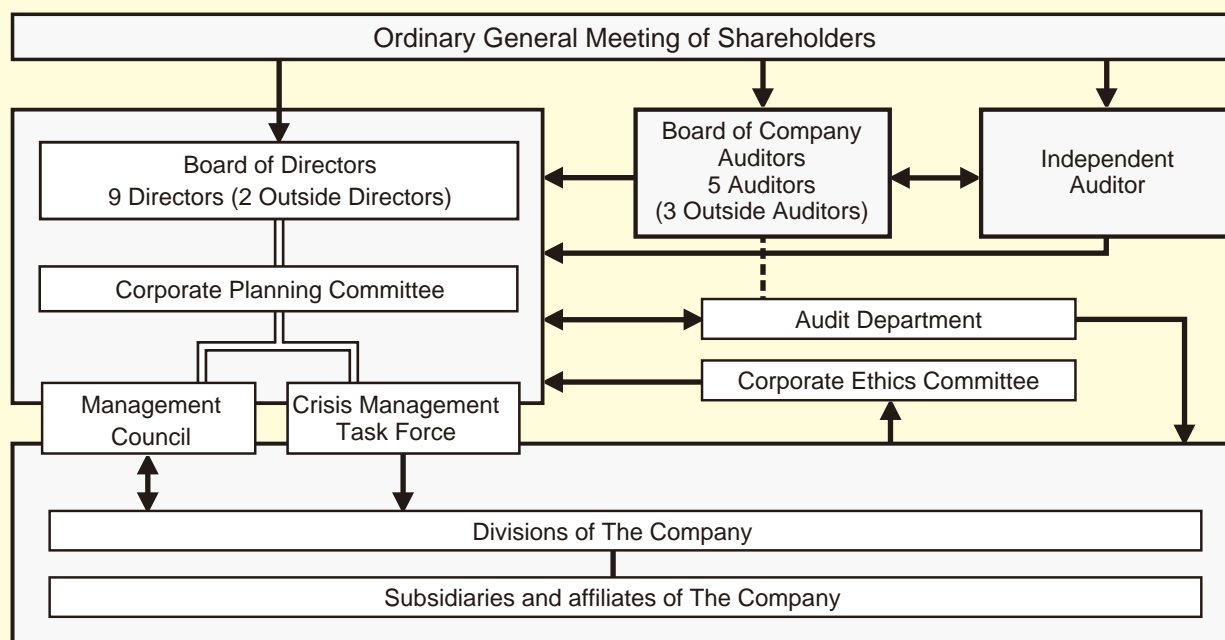 Ordinary General Meeting of Shareholders
Board of Directors
9 Directors (2 Outside Directors)
Board of Company
Auditors
5 Auditors
(3 Outside Auditors)
Independent
Auditor
Corporate Planning Committee
Audit Department
Corporate Ethics Committee
Management
Council
Crisis Management
Task Force
Divisions of The Company
Subsidiaries and affiliates of The Company